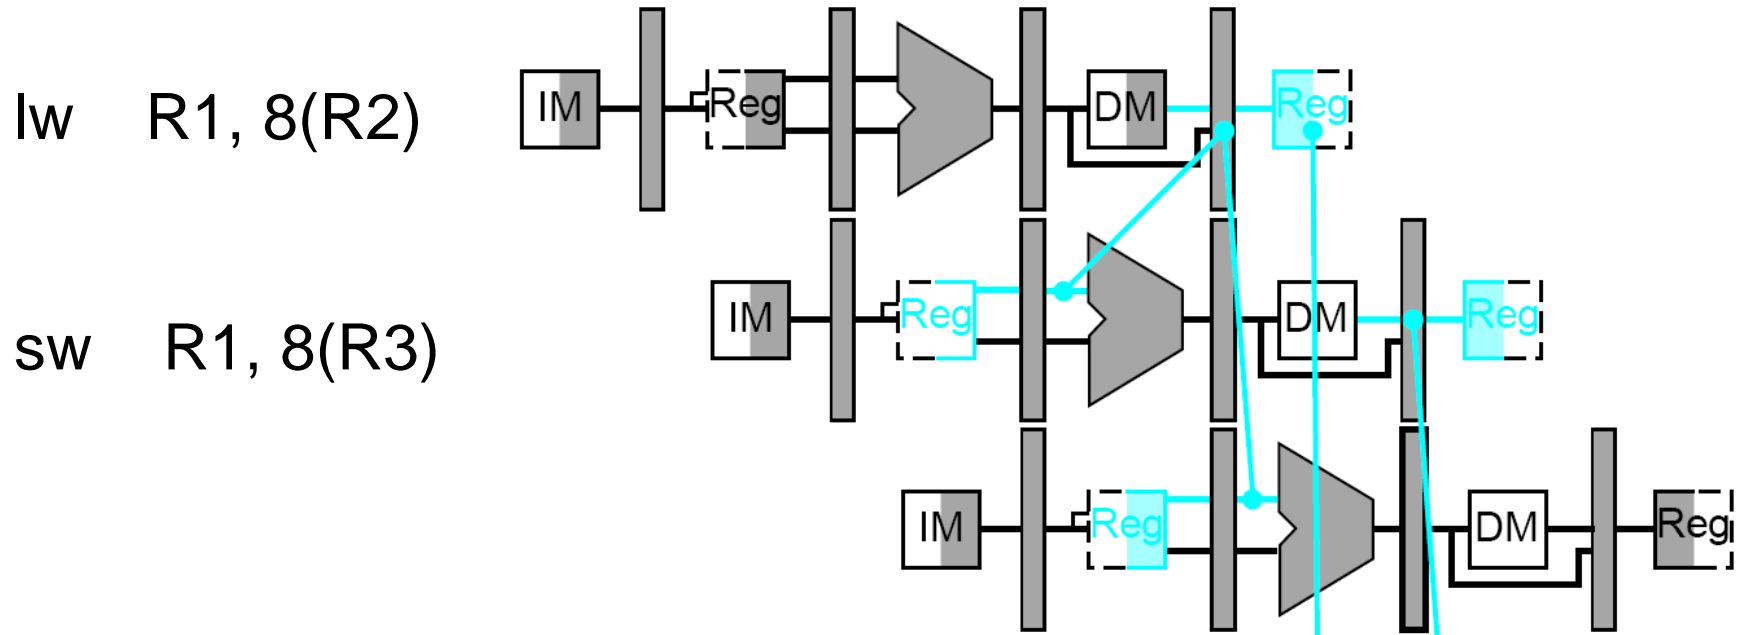 lw R1, 8(R2) IM Reg DM Reg
sw R1, 8(R3) IM Reg DM Reg
IM Reg DM Reg